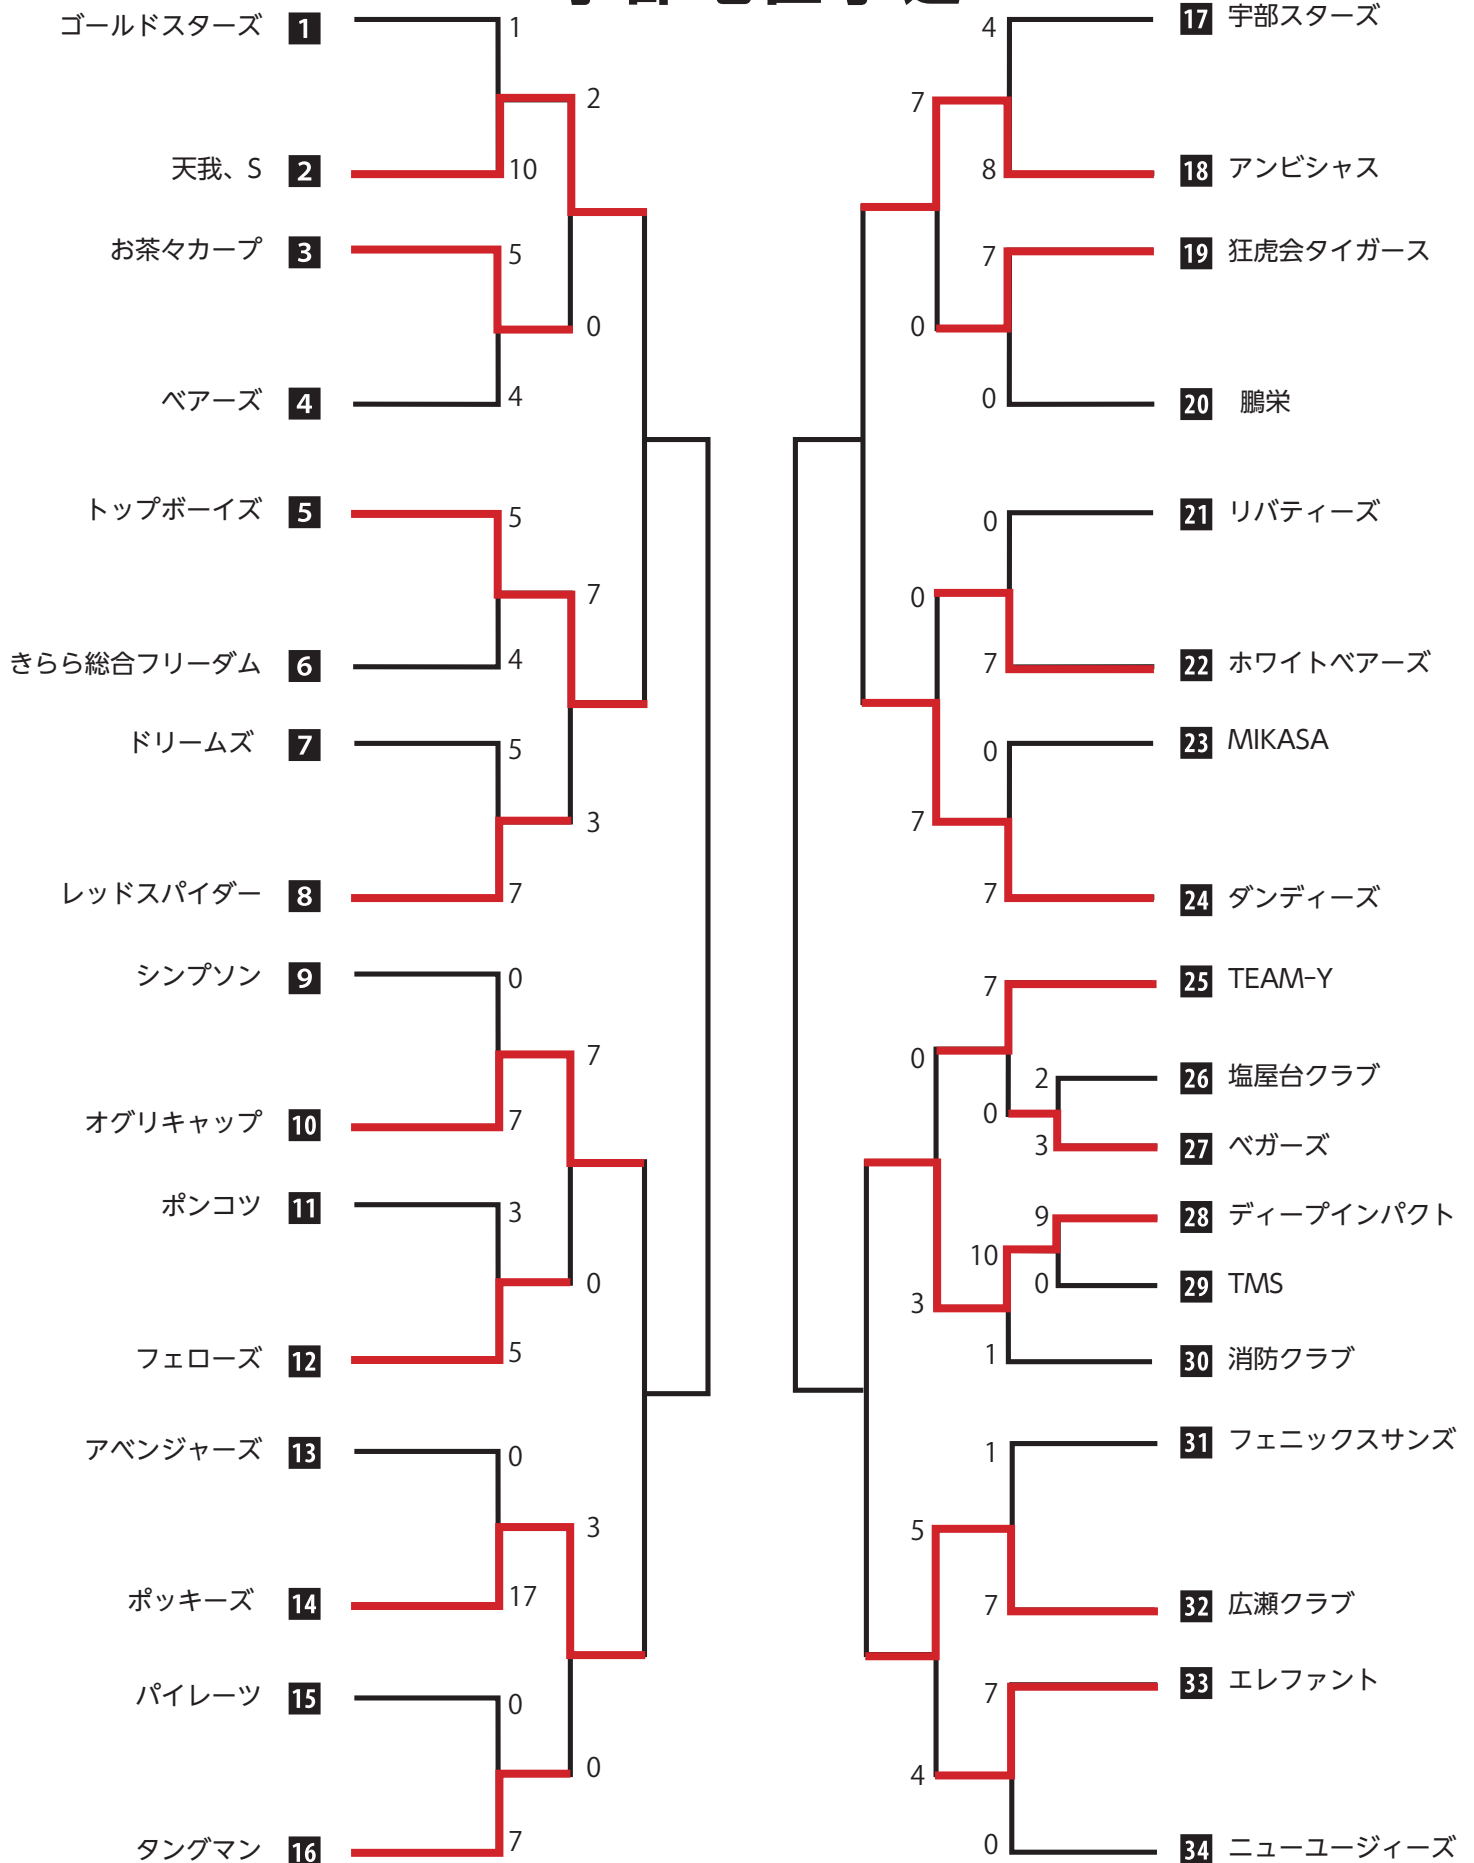 ゴールドスターズ 1 1
2
天我、S 2 10
お茶々カープ 3 5
0
ベアーズ 4 4
トップボーイズ 5 5
7
きらら総合フリーダム 6 4
ドリームズ 7 5
3
レッドスパイダー 8 7
シンプソン 9 0
7
オグリキャップ 10 7
ポンコツ 11 3
0
フェローズ 12 5
アベンジャーズ 13 0
3
ポッキーズ 14 17
パイレーツ 15 0
0
タングマン 16 7
4 17 宇部スターズ
7
8 18 アンビシャス
7 19 狂虎会タイガース
0
0 20 鵬栄
0 21 リバティーズ
0
7 22 ホワイトベアーズ
0 23 MIKASA
7
7 24 ダンディーズ
7 25 TEAM-Y
0
2 26 塩屋台クラブ
0
3 27 ベガーズ
9 28 ディープインパクト
10
0 29 TMS
3
1 30 消防クラブ
1 31 フェニックスサンズ
5
7 32 広瀬クラブ
7 33 エレファント
4
0 34 ニューユージィーズ